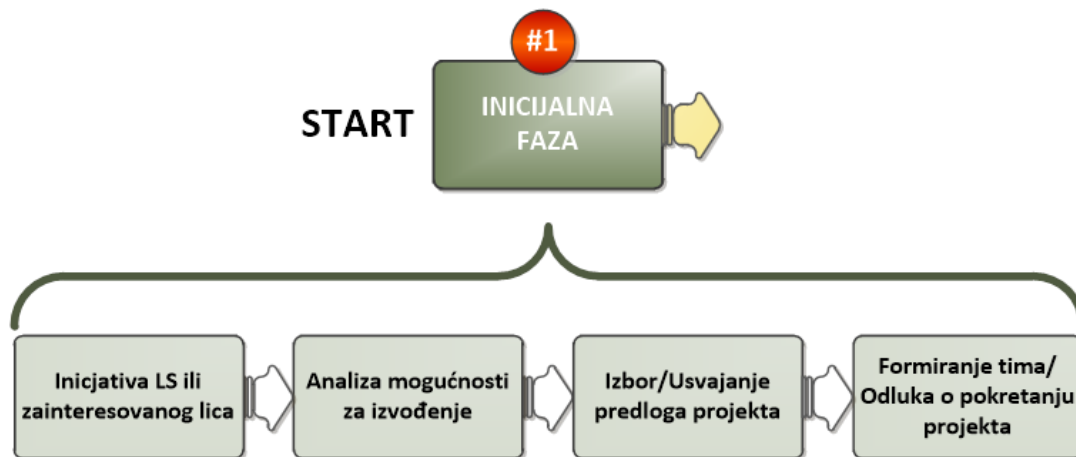 #1
START
INICIJALNA
FAZA
Inicjativa LS ili
zainteresovanog lica
Analiza mogućnosti
za izvođenje
Izbor/Usvajanje
predloga projekta
Formiranje tima/
Odluka o pokretanju
projekta